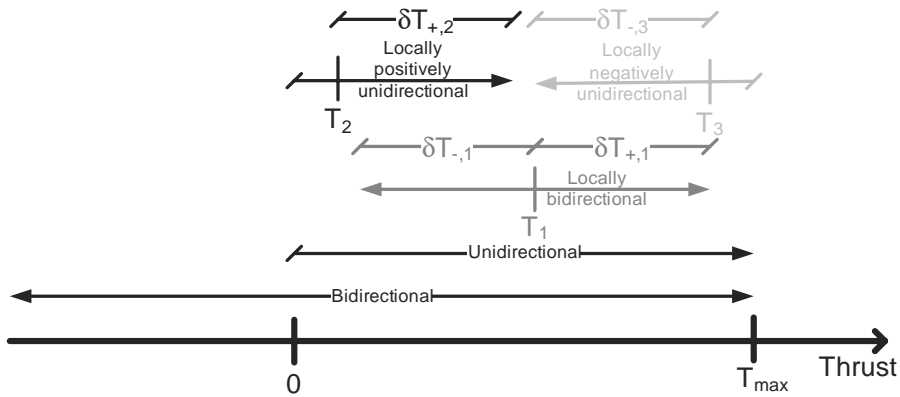 δT+,2
δT-,3
Locally
positively
unidirectional
Locally
negatively
unidirectional
T2
T3
δT-,1
δT+,1
Locally
bidirectional
T1
Unidirectional
Bidirectional
0
Tmax
Thrust